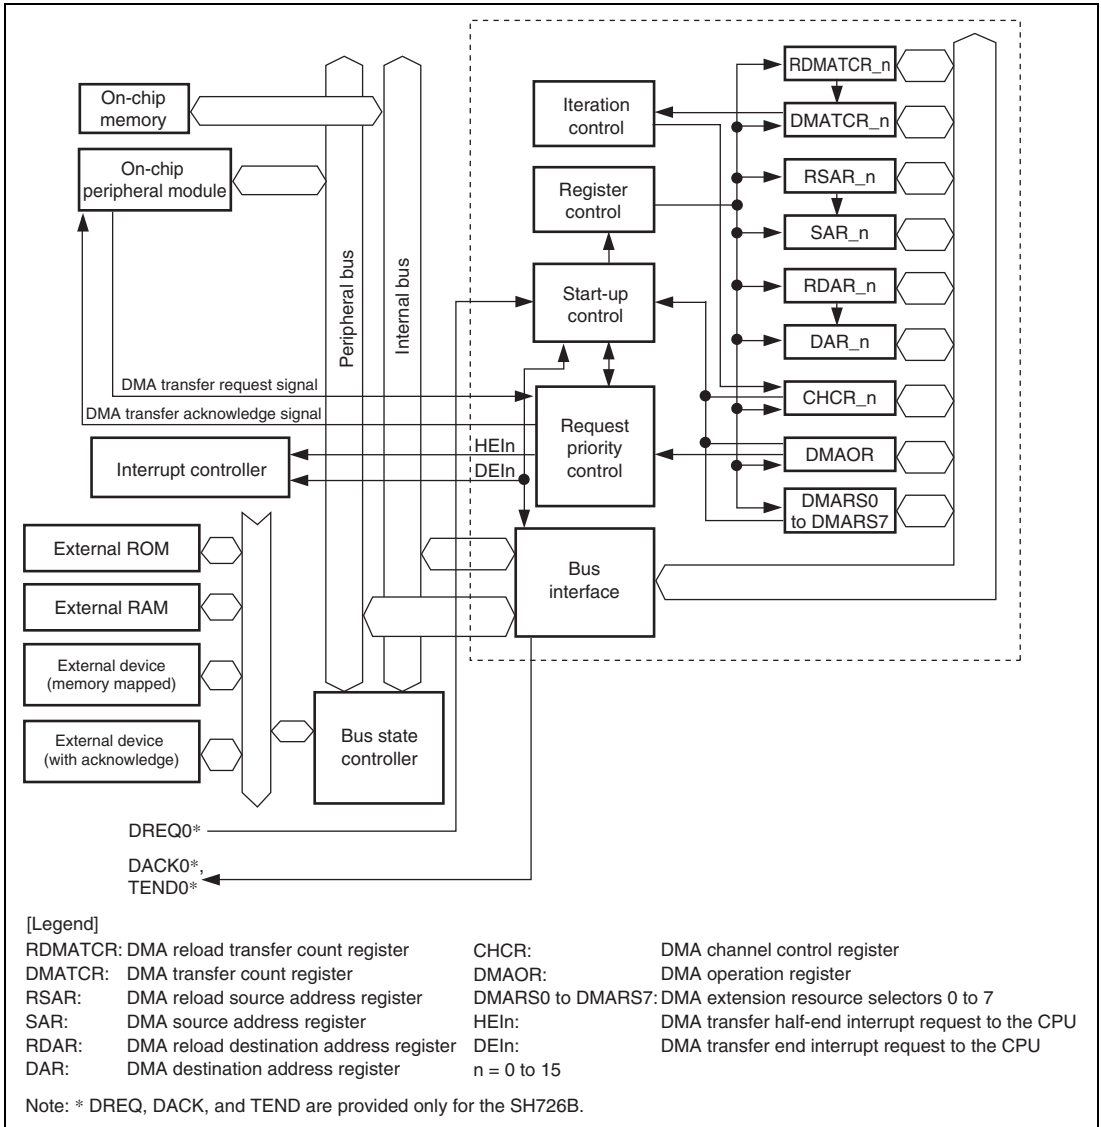 On-chip
memory
On-chip
peripheral module
Peripheral bus
Internal bus
Iteration
control
Register
control
Start-up
control
Request
priority
control
Bus
interface
RDMATCR_n
DMATCR_n
RSAR_n
SAR_n
RDAR_n
DAR_n
CHCR_n
DMAOR
DMARS0
to DMARS7
DMA transfer request signal
DMA transfer acknowledge signal
HEIn
DEIn
Interrupt controller
External ROM
External RAM
External device
(memory mapped)
External device
(with acknowledge)
Bus state
controller
DREQ0*
DACK0*,
TEND0*
[Legend]
RDMATCR: DMA reload transfer count register
DMATCR: DMA transfer count register
RSAR: DMA reload source address register
SAR: DMA source address register
RDAR: DMA reload destination address register
DAR: DMA destination address register
CHCR: DMA channel control register
DMAOR: DMA operation register
DMARS0 to DMARS7: DMA extension resource selectors 0 to 7
HEIn: DMA transfer half-end interrupt request to the CPU
DEIn: DMA transfer end interrupt request to the CPU
n = 0 to 15
Note: * DREQ, DACK, and TEND are provided only for the SH726B.